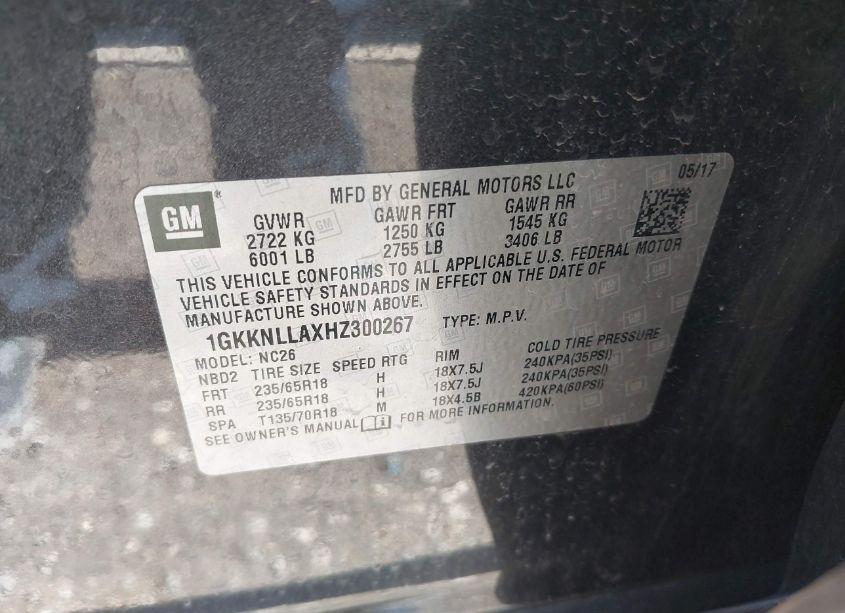 GM
MFD BY GENERAL MOTORS LLC 05/17
GVWR GAWR FRT GAWR RR
2722 KG 1250 KG 1545 KG
6001 LB 2755 LB 3406 LB
THIS VEHICLE CONFORMS TO ALL APPLICABLE U.S. FEDERAL MOTOR
VEHICLE SAFETY STANDARDS IN EFFECT ON THE DATE OF
MANUFACTURE SHOWN ABOVE.
1GKKNLLAXHZ300267 TYPE: M.P.V.
MODEL: NC26
NBD2 TIRE SIZE SPEED RTG RIM COLD TIRE PRESSURE
FRT 235/65R18 H 18X7.5J 240KPA(35PSI)
RR 235/65R18 H 18X7.5J 240KPA(35PSI)
SPA T135/70R18 M 18X4.5B 420KPA(60PSI)
SEE OWNER'S MANUAL FOR MORE INFORMATION.